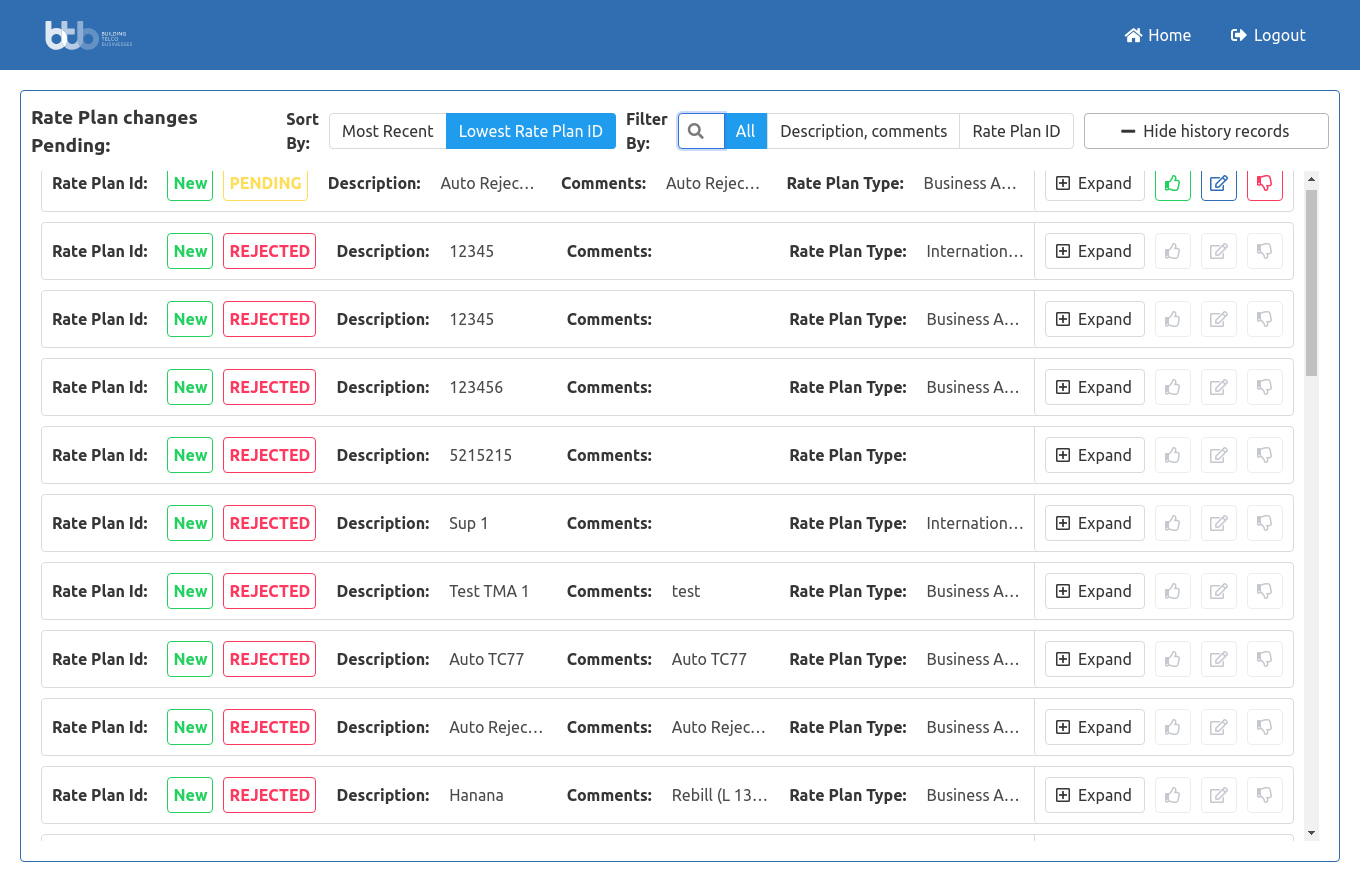 btb BUILDING TELCO BUSINESSES Home Logout
Rate Plan changes Pending: Sort By: Most Recent Lowest Rate Plan ID Filter By: All Description, comments Rate Plan ID Hide history records
Rate Plan Id: New PENDING Description: Auto Rejec... Comments: Auto Rejec... Rate Plan Type: Business A... Expand
Rate Plan Id: New REJECTED Description: 12345 Comments: Rate Plan Type: Internation... Expand
Rate Plan Id: New REJECTED Description: 12345 Comments: Rate Plan Type: Business A... Expand
Rate Plan Id: New REJECTED Description: 123456 Comments: Rate Plan Type: Business A... Expand
Rate Plan Id: New REJECTED Description: 5215215 Comments: Rate Plan Type: Expand
Rate Plan Id: New REJECTED Description: Sup 1 Comments: Rate Plan Type: Internation... Expand
Rate Plan Id: New REJECTED Description: Test TMA 1 Comments: test Rate Plan Type: Business A... Expand
Rate Plan Id: New REJECTED Description: Auto TC77 Comments: Auto TC77 Rate Plan Type: Business A... Expand
Rate Plan Id: New REJECTED Description: Auto Rejec... Comments: Auto Rejec... Rate Plan Type: Business A... Expand
Rate Plan Id: New REJECTED Description: Hanana Comments: Rebill (L 13... Rate Plan Type: Business A... Expand